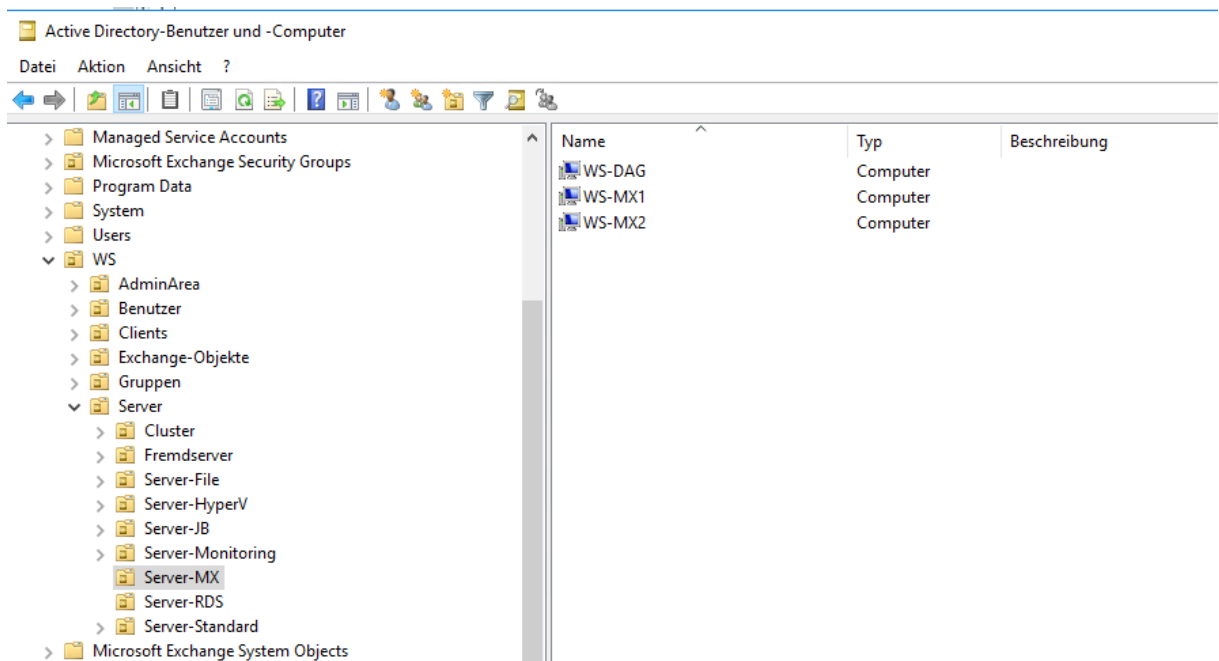 Active Directory-Benutzer und -Computer
Datei Aktion Ansicht ?
Managed Service Accounts
Microsoft Exchange Security Groups
Program Data
System
Users
WS
AdminArea
Benutzer
Clients
Exchange-Objekte
Gruppen
Server
Cluster
Fremdserver
Server-File
Server-HyperV
Server-JB
Server-Monitoring
Server-MX
Server-RDS
Server-Standard
Microsoft Exchange System Objects
Name Typ Beschreibung
WS-DAG Computer
WS-MX1 Computer
WS-MX2 Computer